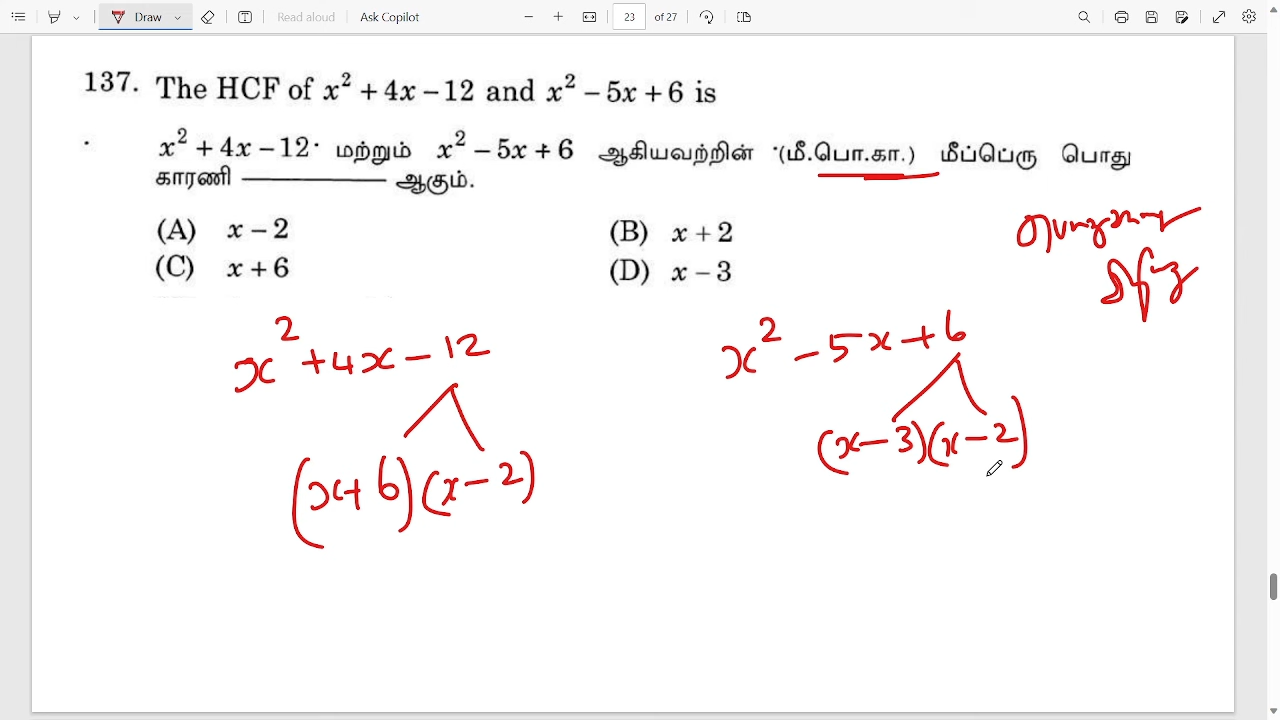 Draw Read aloud Ask Copilot 23 of 27
137. The HCF of x² + 4x – 12 and x² – 5x + 6 is
x² + 4x – 12 மற்றும் x² – 5x + 6 ஆகியவற்றின் (மீ.பொ.கா.) மீப்பெரு பொது
காரணி ________ ஆகும்.
(A) x – 2 (B) x + 2
(C) x + 6 (D) x – 3
x² + 4x – 12 x² – 5x + 6
(x + 6)(x – 2) (x – 3)(x – 2)